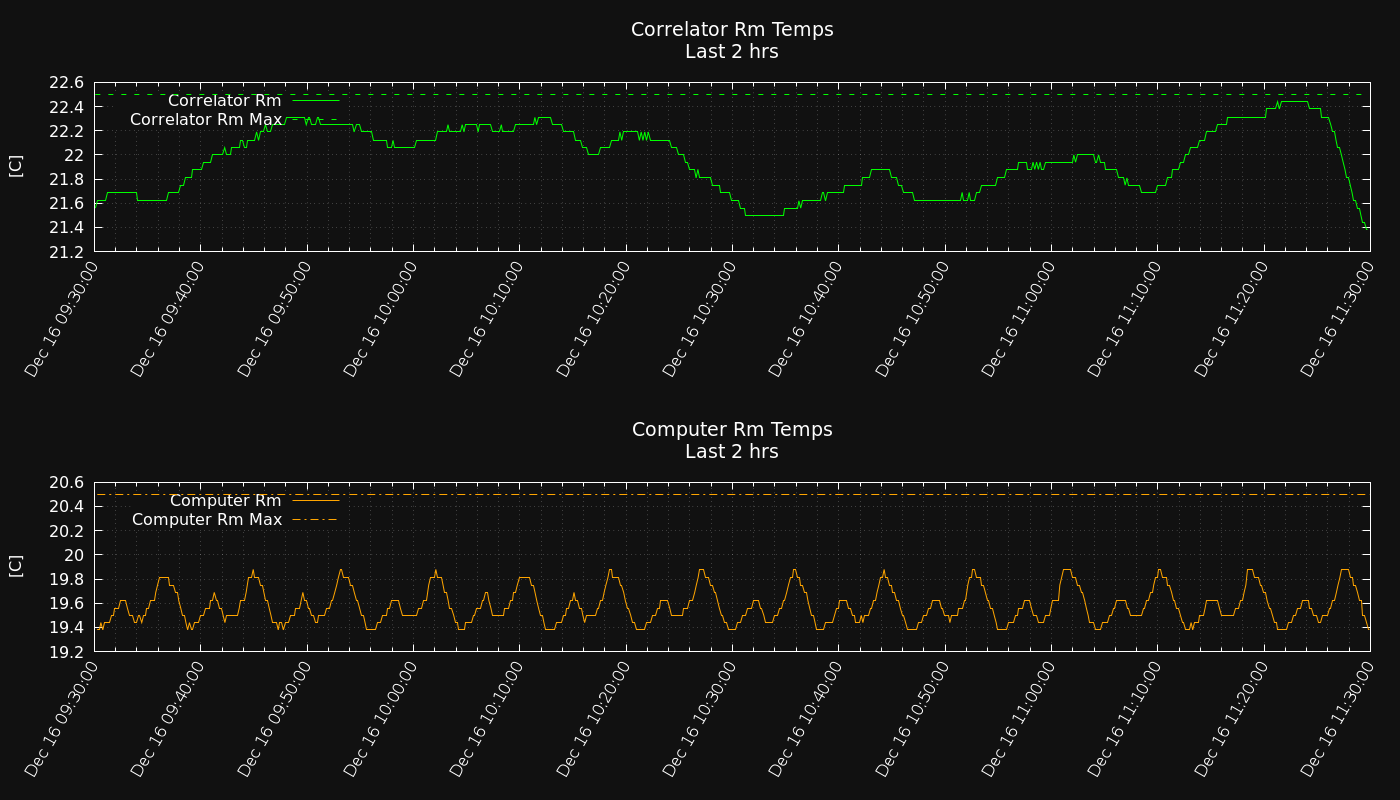 Correlator Rm Temps
Last 2 hrs
[C]
22.6
22.4
22.2
22
21.8
21.6
21.4
21.2
Correlator Rm
Correlator Rm Max
Dec 16 09:30:00
Dec 16 09:40:00
Dec 16 09:50:00
Dec 16 10:00:00
Dec 16 10:10:00
Dec 16 10:20:00
Dec 16 10:30:00
Dec 16 10:40:00
Dec 16 10:50:00
Dec 16 11:00:00
Dec 16 11:10:00
Dec 16 11:20:00
Dec 16 11:30:00
Computer Rm Temps
Last 2 hrs
[C]
20.6
20.4
20.2
20
19.8
19.6
19.4
19.2
Computer Rm
Computer Rm Max
Dec 16 09:30:00
Dec 16 09:40:00
Dec 16 09:50:00
Dec 16 10:00:00
Dec 16 10:10:00
Dec 16 10:20:00
Dec 16 10:30:00
Dec 16 10:40:00
Dec 16 10:50:00
Dec 16 11:00:00
Dec 16 11:10:00
Dec 16 11:20:00
Dec 16 11:30:00